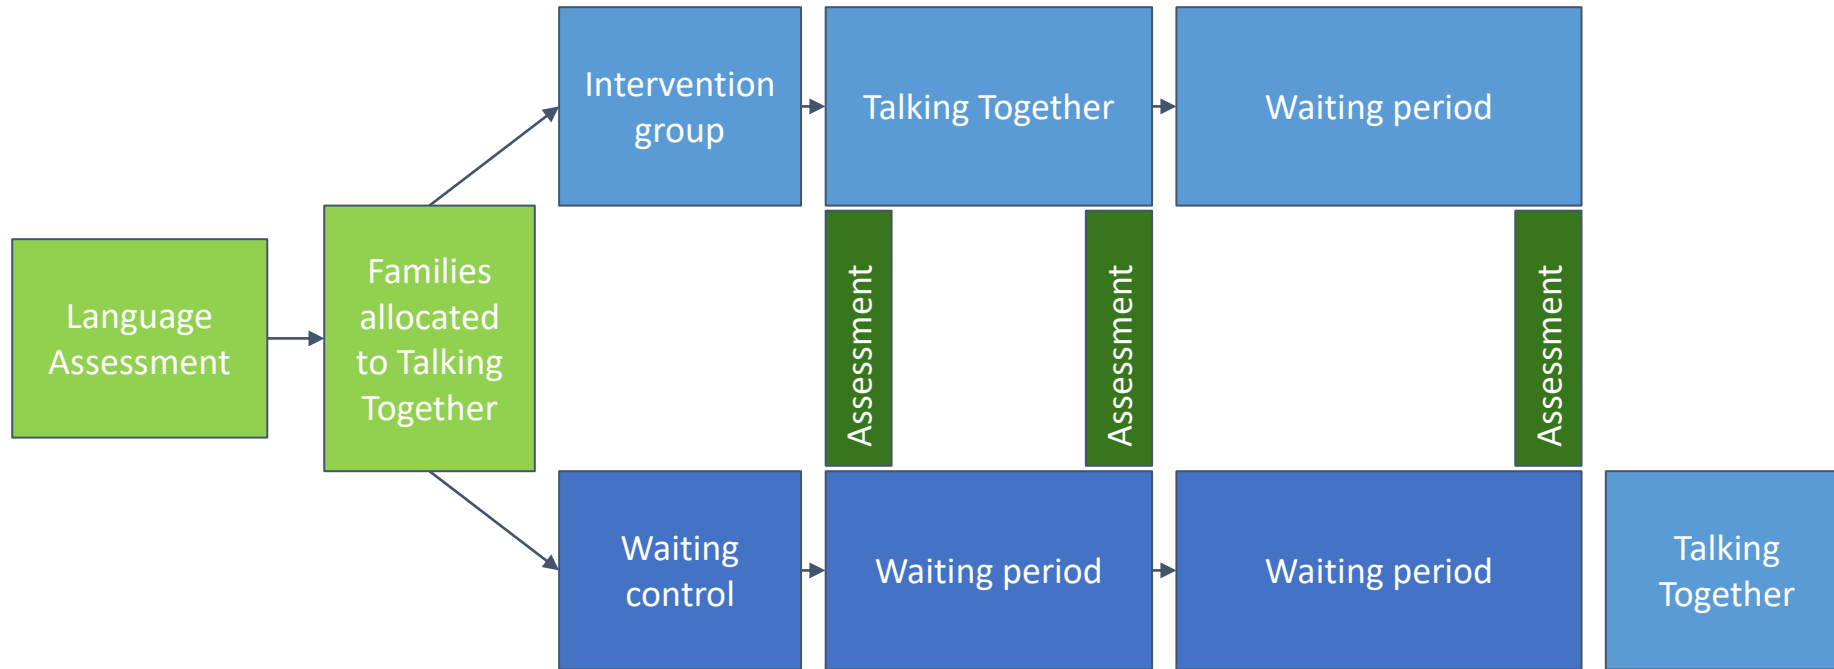 Language
Assessment
Families
allocated
to Talking
Together
Intervention
group
Talking Together
Waiting period
Assessment
Assessment
Assessment
Waiting
control
Waiting period
Waiting period
Talking
Together